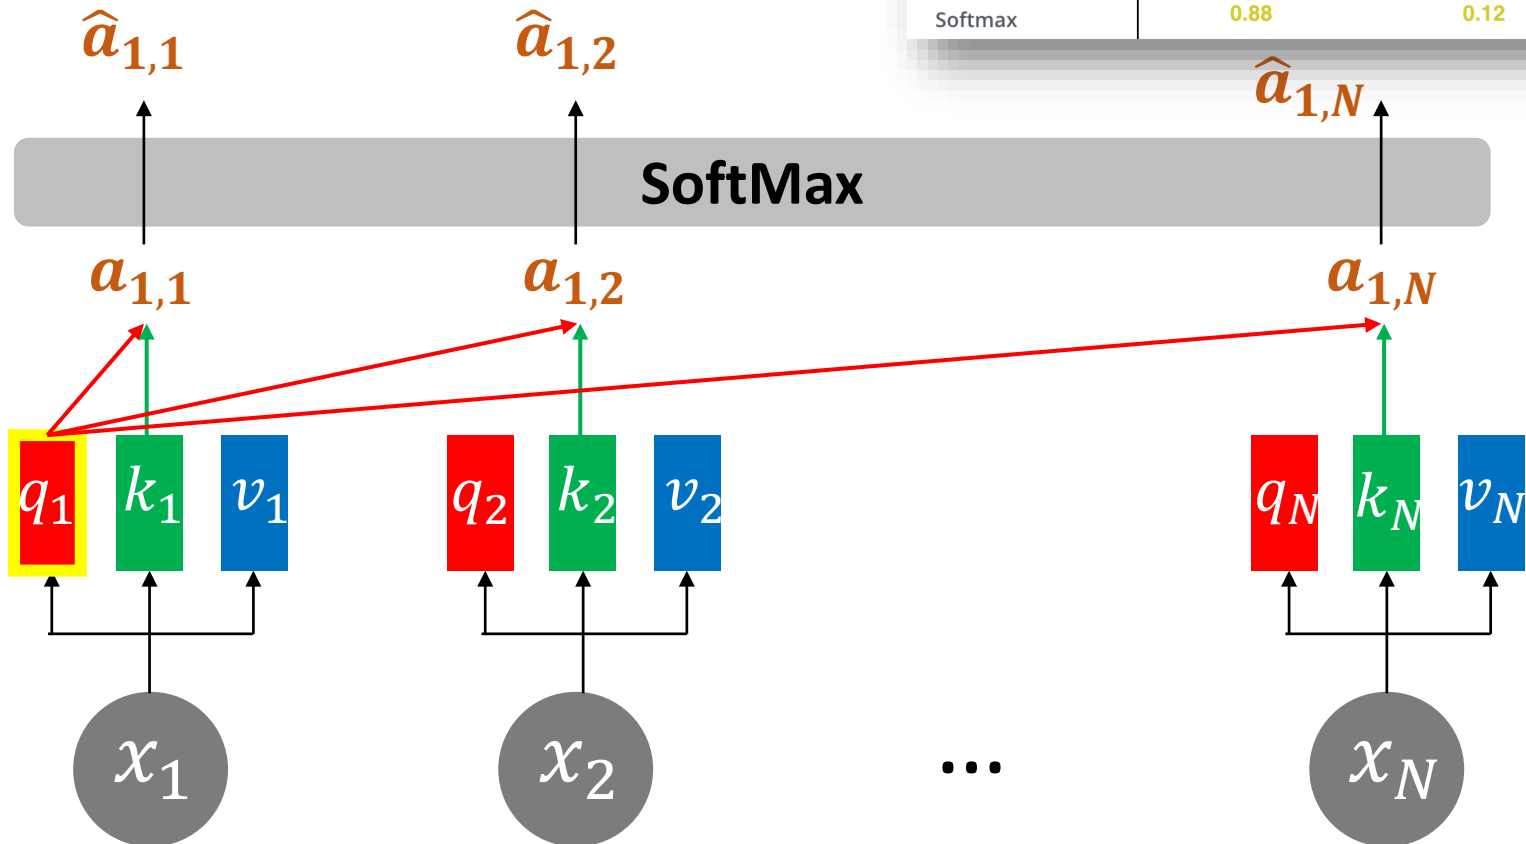 Softmax 0.88 0.12
â₁,₁ â₁,₂ â₁,N
SoftMax
a₁,₁ a₁,₂ a₁,N
q₁ k₁ v₁ q₂ k₂ v₂ qN kN vN
x₁ x₂ ... xN